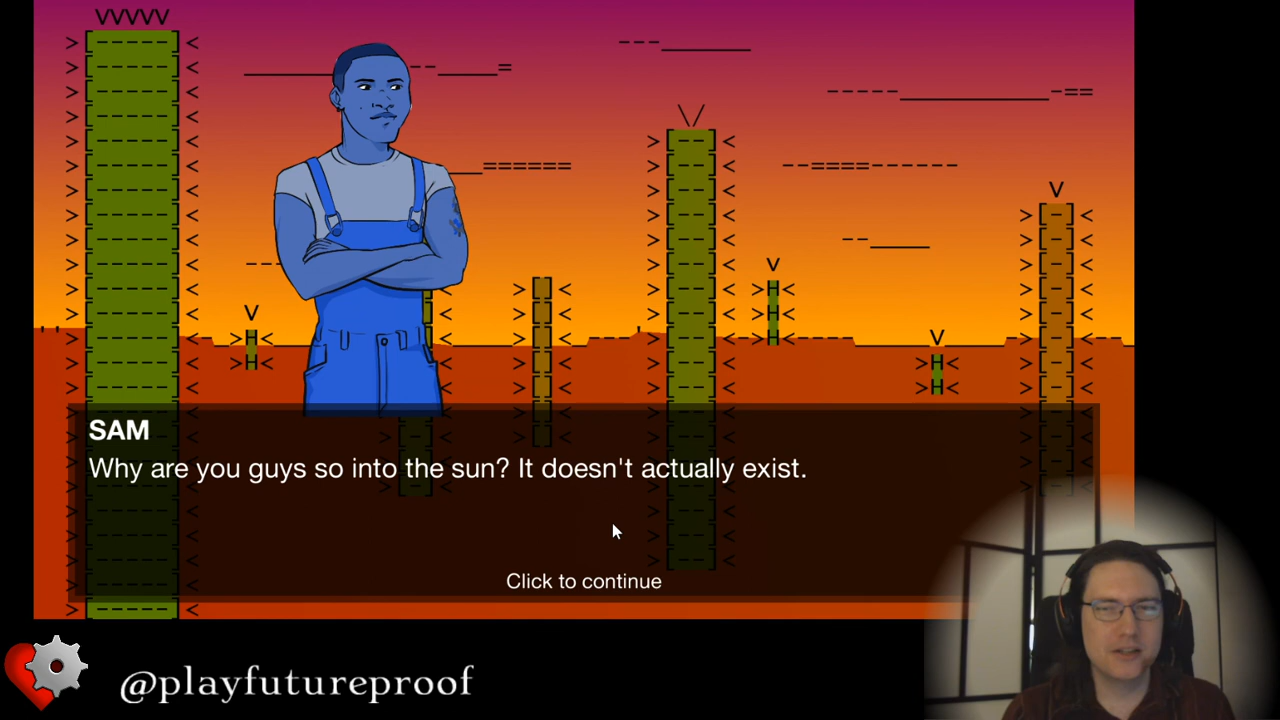 SAM
Why are you guys so into the sun? It doesn't actually exist.
Click to continue
@playfutureproof